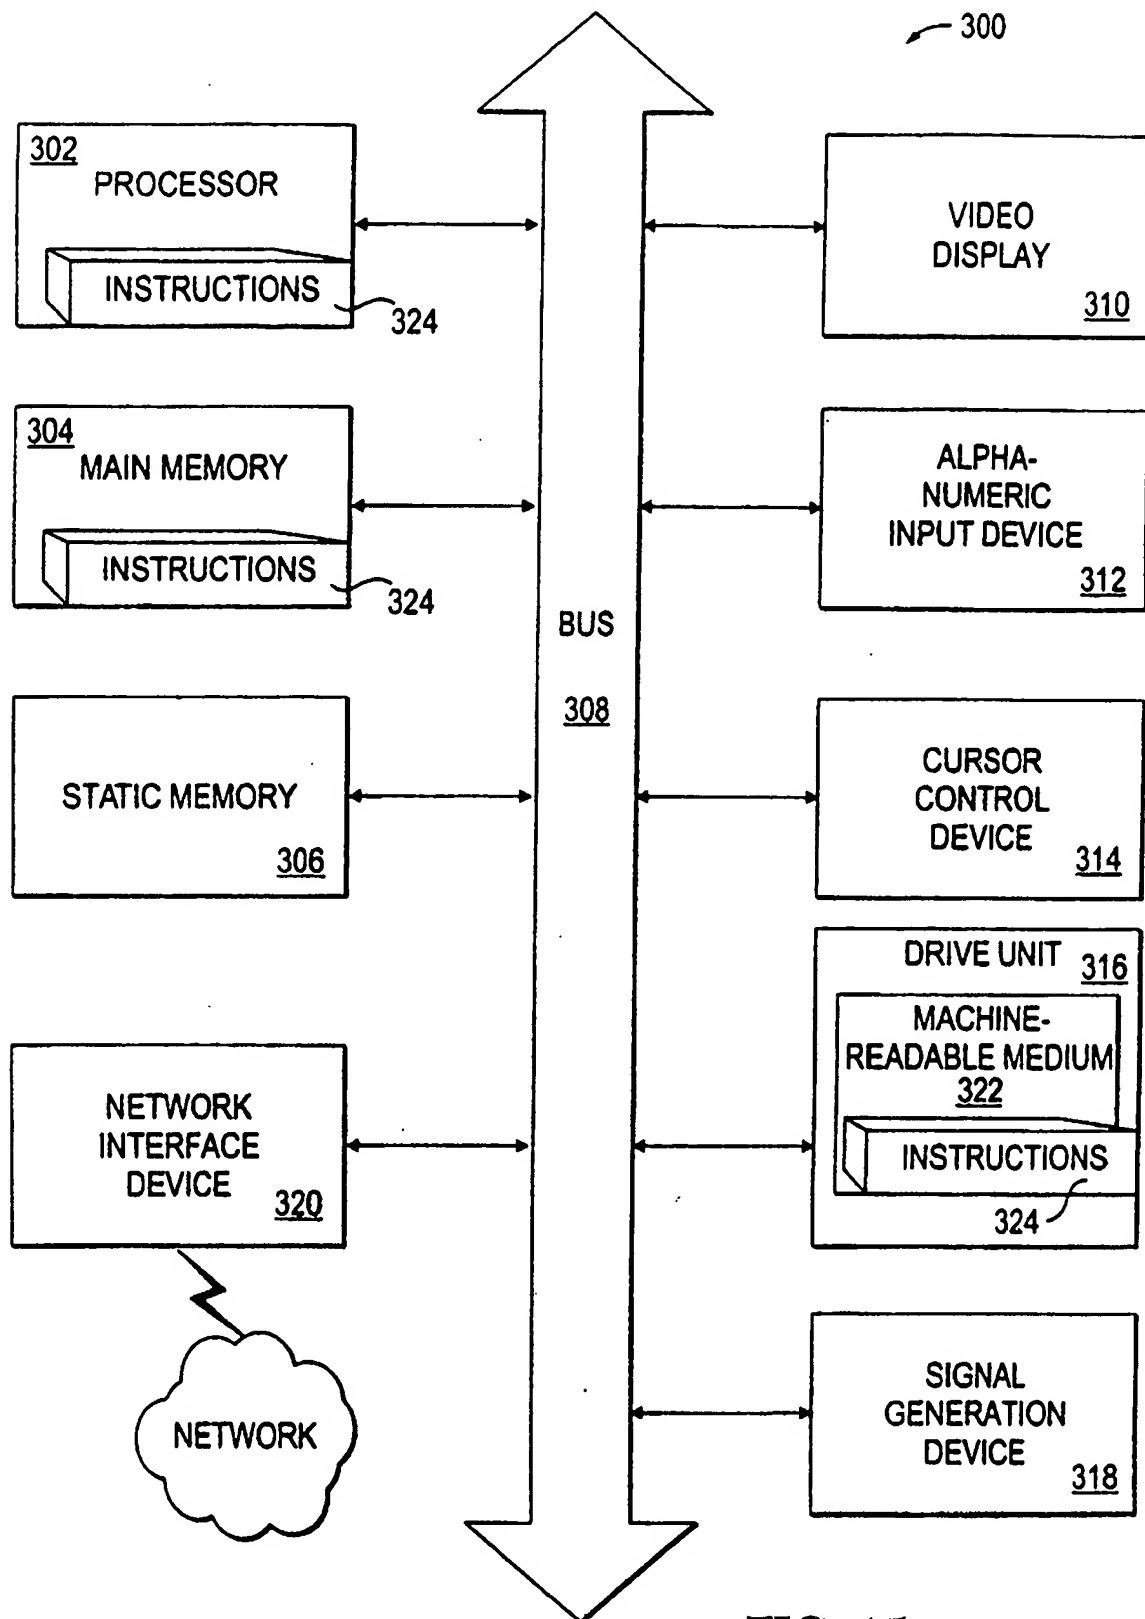 300
302
PROCESSOR
INSTRUCTIONS
324
304
MAIN MEMORY
INSTRUCTIONS
324
STATIC MEMORY
306
NETWORK
INTERFACE
DEVICE
320
NETWORK
BUS
308
VIDEO
DISPLAY
310
ALPHA-
NUMERIC
INPUT DEVICE
312
CURSOR
CONTROL
DEVICE
314
DRIVE UNIT
316
MACHINE-
READABLE MEDIUM
322
INSTRUCTIONS
324
SIGNAL
GENERATION
DEVICE
318